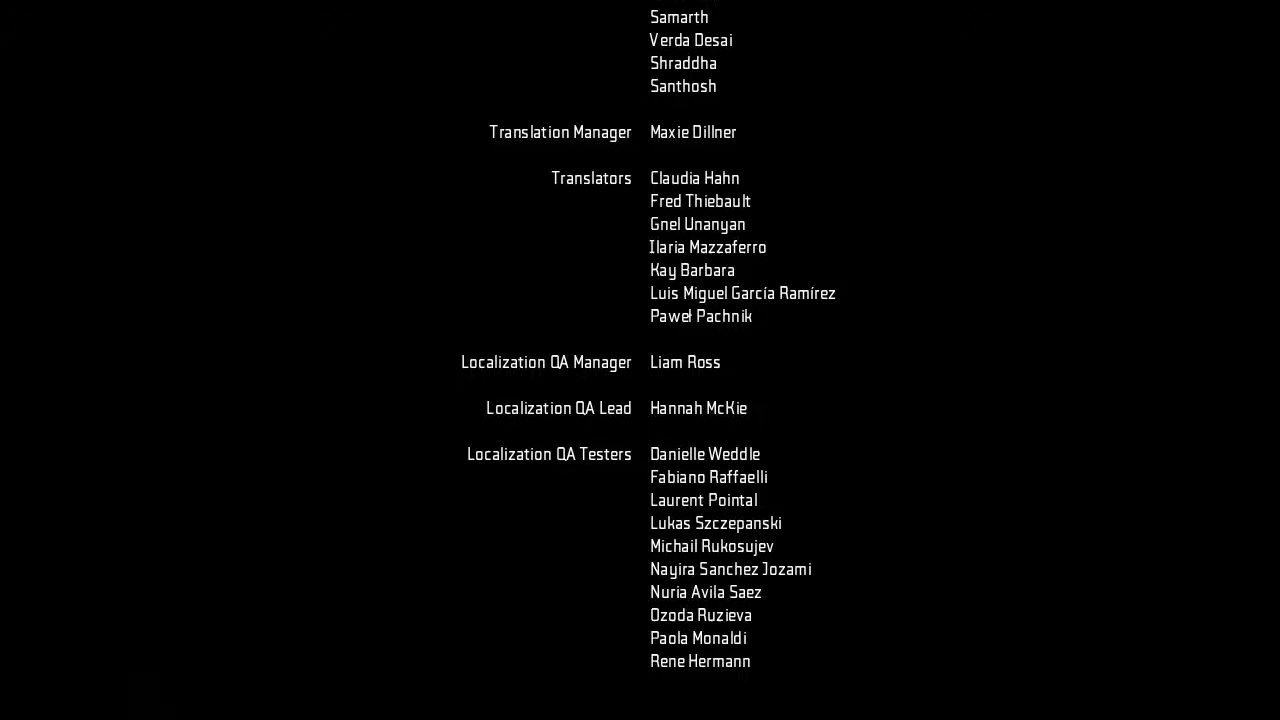 Samarth
Verda Desai
Shraddha
Santhosh
Translation Manager Maxie Dillner
Translators Claudia Hahn
Fred Thiebault
Gnel Unanyan
Ilaria Mazzaferro
Kay Barbara
Luis Miguel García Ramírez
Paweł Pachnik
Localization QA Manager Liam Ross
Localization QA Lead Hannah McKie
Localization QA Testers Danielle Weddle
Fabiano Raffaelli
Laurent Pointal
Lukas Szczepanski
Michail Rukosujev
Nayira Sanchez Jozami
Nuria Avila Saez
Ozoda Ruzieva
Paola Monaldi
Rene Hermann